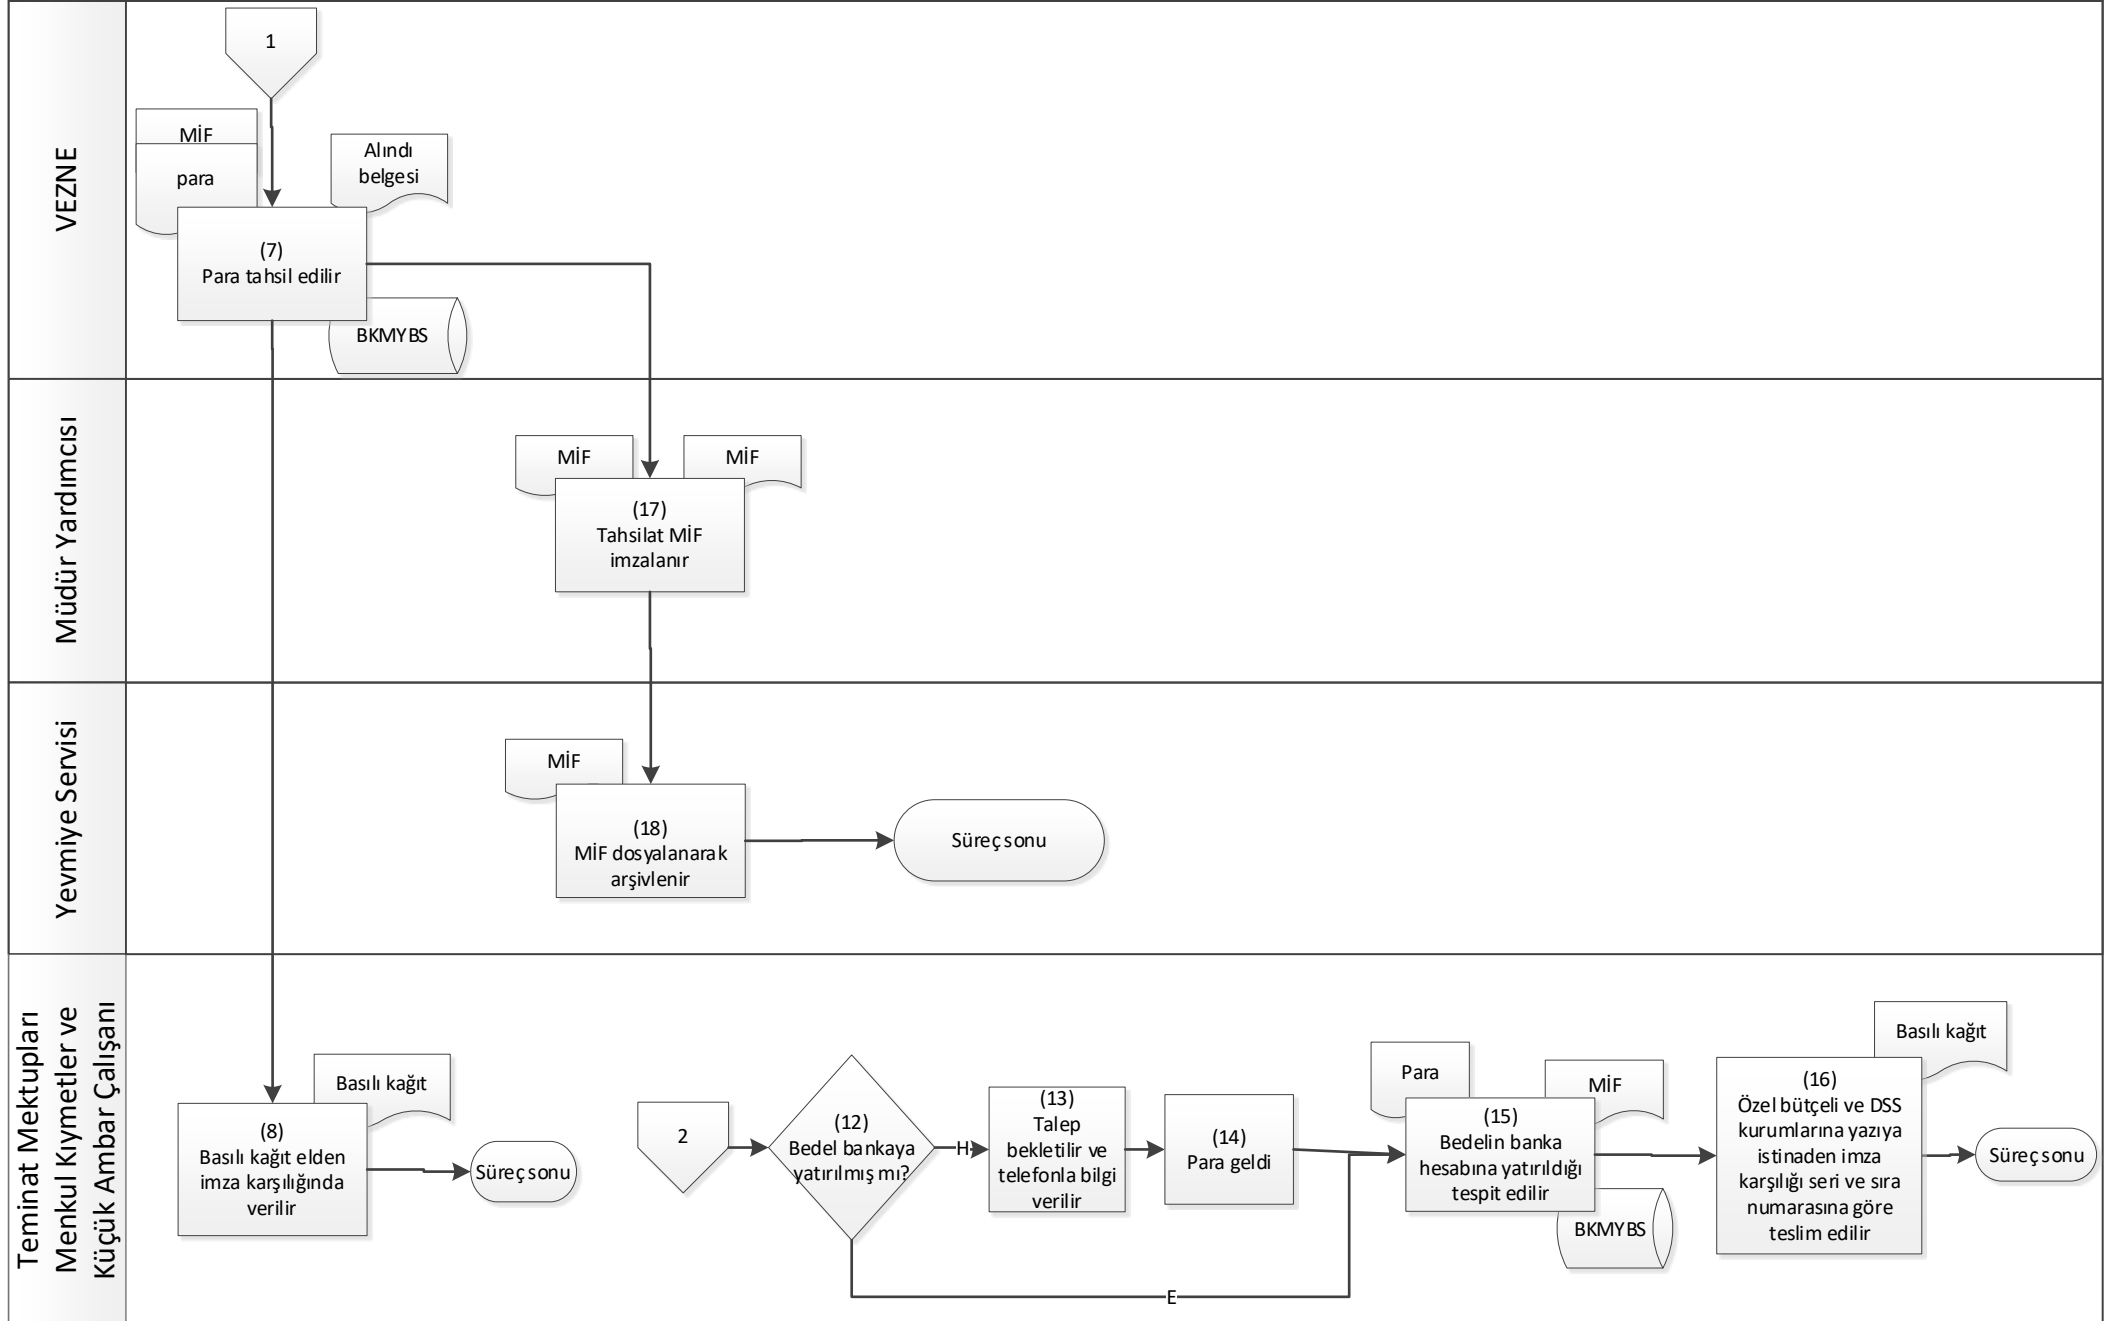 VEZNE
1
MİF
para
Alındı
belgesi
(7)
Para tahsil edilir
BKMYBS
Müdür Yardımcısı
MİF
MİF
(17)
Tahsilat MİF
imzalanır
Yevmiye Servisi
MİF
(18)
MİF dosyalanarak
arşivlenir
Süreç sonu
Teminat Mektupları
Menkul Kıymetler ve
Küçük Ambar Çalışanı
Basılı kağıt
(8)
Basılı kağıt elden
imza karşılığında
verilir
Süreç sonu
2
(12)
Bedel bankaya
yatırılmış mı?
H
E
(13)
Talep
bekletilir ve
telefonla bilgi
verilir
(14)
Para geldi
Para
MİF
(15)
Bedelin banka
hesabına yatırıldığı
tespit edilir
BKMYBS
Basılı kağıt
(16)
Özel bütçeli ve DSS
kurumlarına yazıya
istinaden imza
karşılığı seri ve sıra
numarasına göre
teslim edilir
Süreç sonu